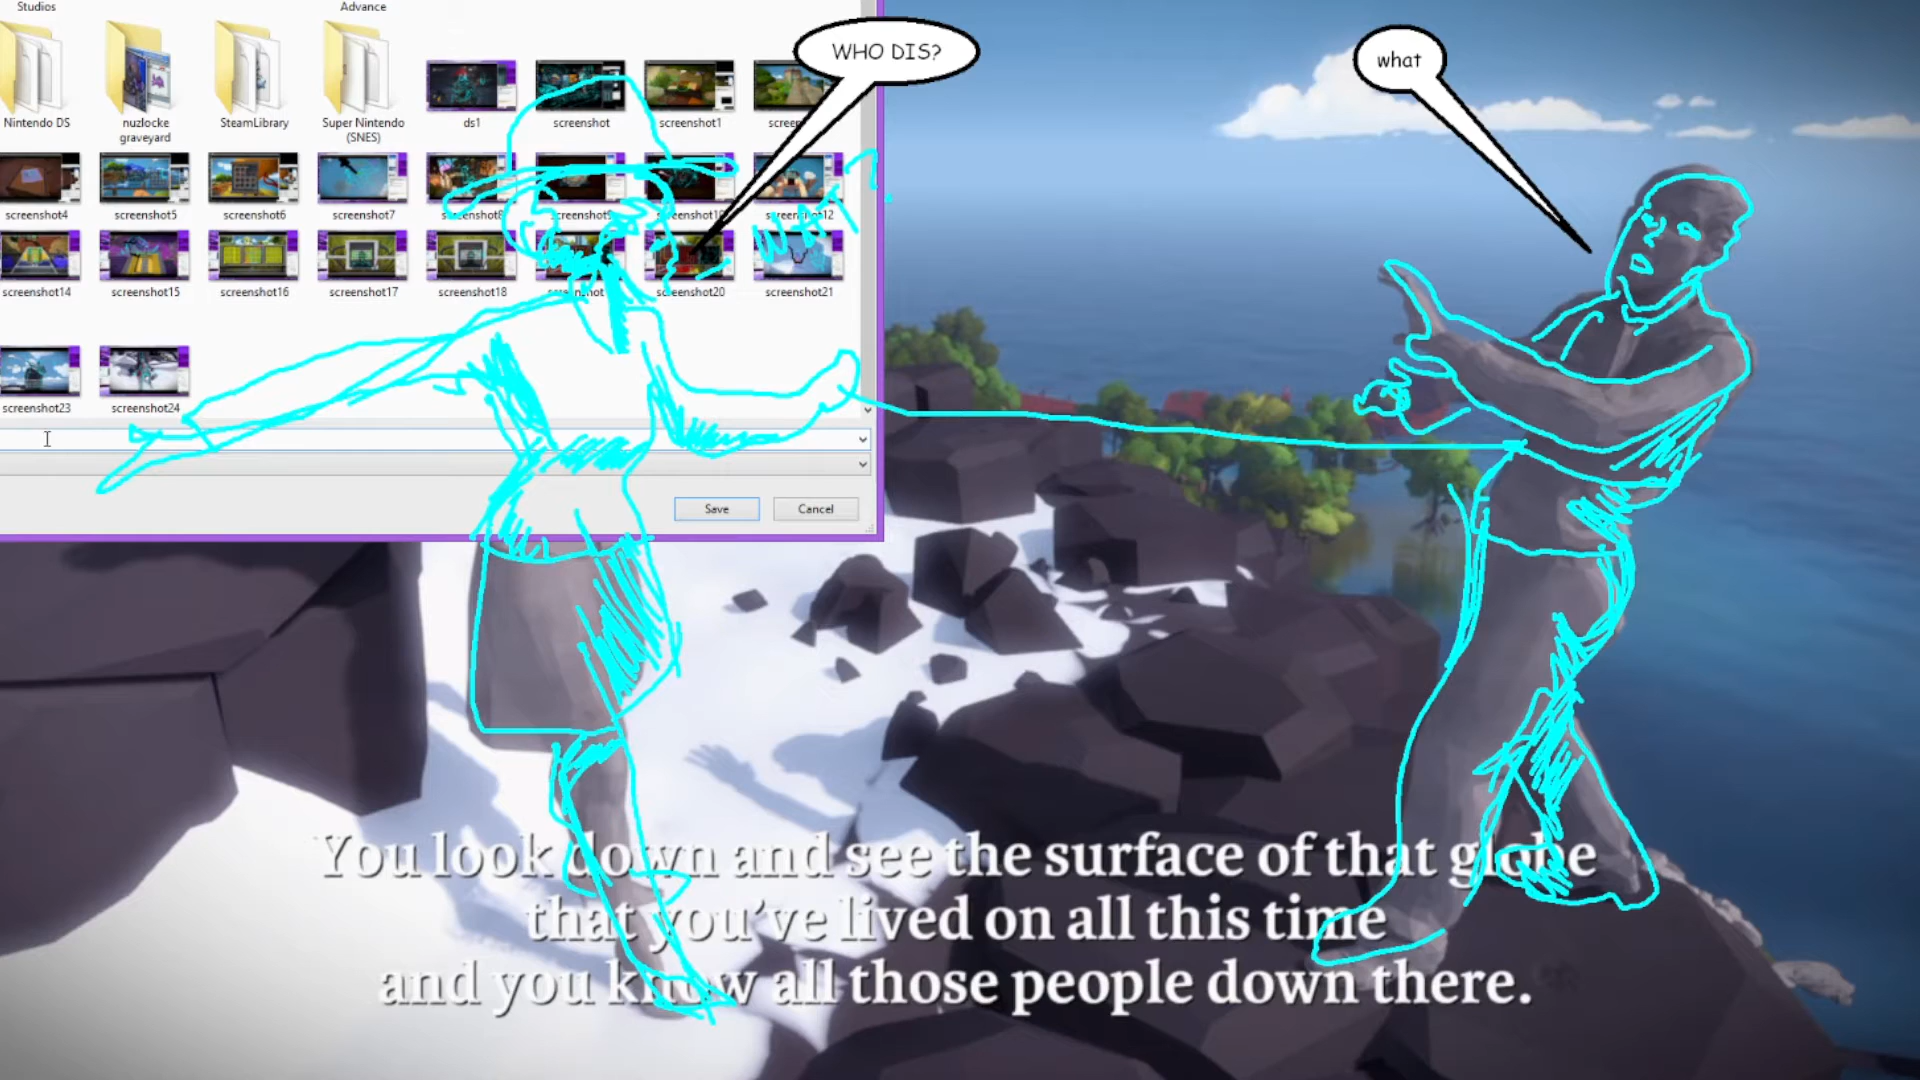 Studios
Advance
Nintendo DS
nuzlocke
graveyard
SteamLibrary
Super Nintendo
(SNES)
ds1
screenshot
screenshot1
screenshot4
screenshot5
screenshot6
screenshot7
screenshot14
screenshot15
screenshot16
screenshot17
screenshot18
screenshot20
screenshot21
screenshot23
screenshot24
Save
Cancel
WHO DIS?
what
WAT?
You look down and see the surface of that globe
that you've lived on all this time
and you know all those people down there.